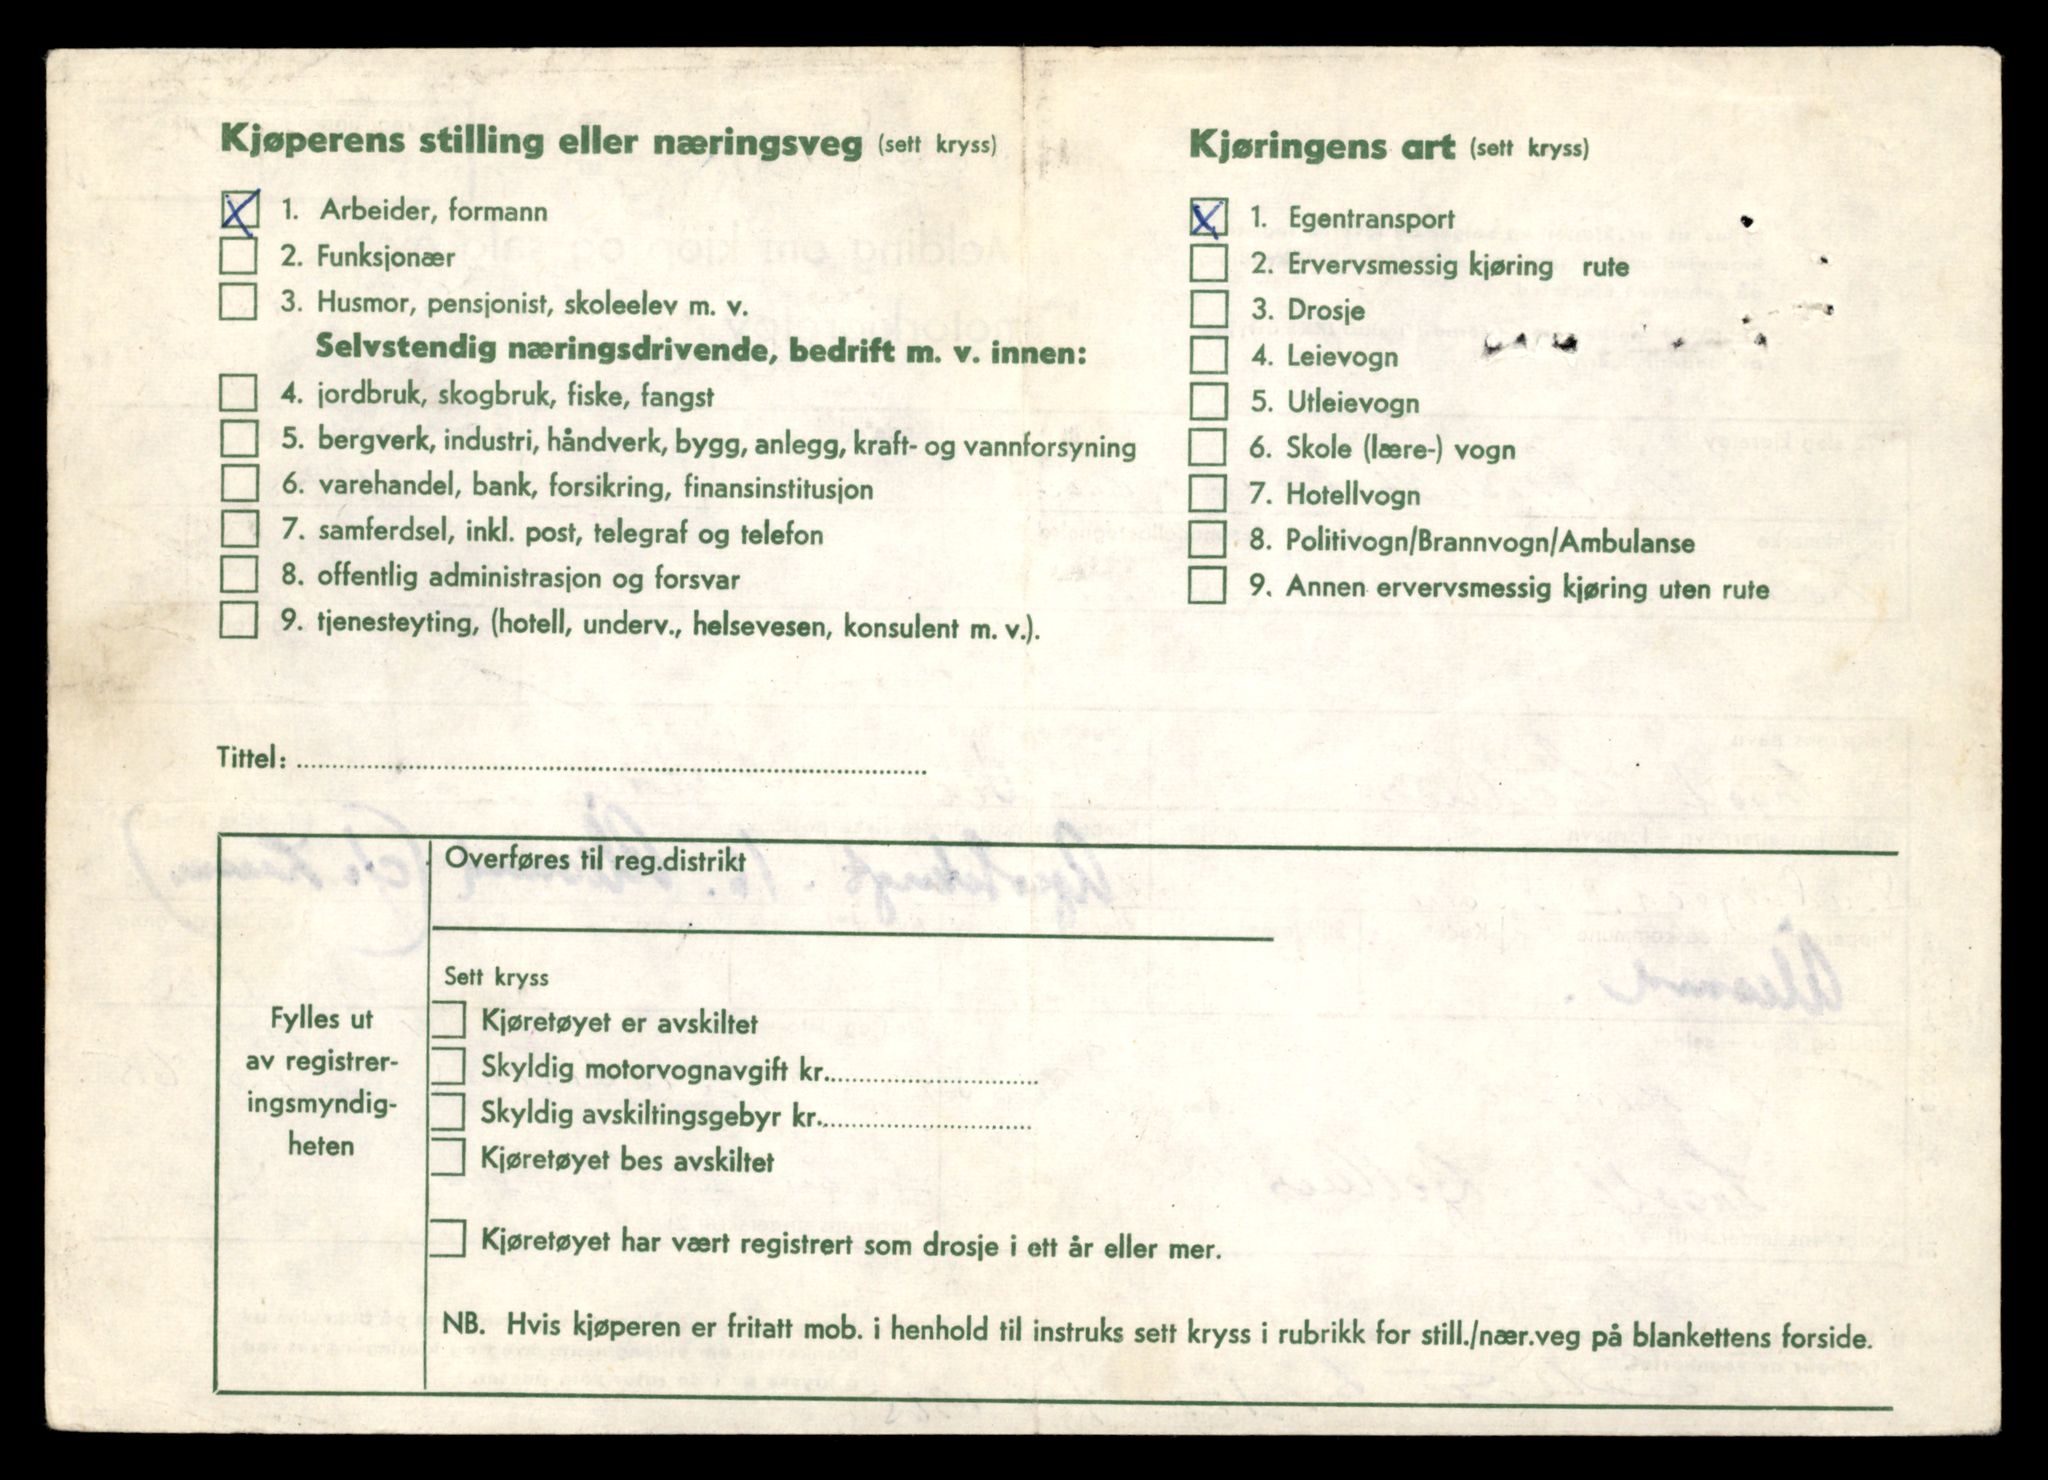 Kjøperens stilling eller næringsveg (sett kryss)
X 1. Arbeider, formann
2. Funksjonær
3. Husmor, pensjonist, skoleelev m. v.
Selvstendig næringsdrivende, bedrift m. v. innen:
4. jordbruk, skogbruk, fiske, fangst
5. bergverk, industri, håndverk, bygg, anlegg, kraft- og vannforsyning
6. varehandel, bank, forsikring, finansinstitusjon
7. samferdsel, inkl. post, telegraf og telefon
8. offentlig administrasjon og forsvar
9. tjenesteyting, (hotell, underv., helsevesen, konsulent m. v.).
Kjøringens art (sett kryss)
X 1. Egentransport
2. Ervervsmessig kjøring rute
3. Drosje
4. Leievogn
5. Utleievogn
6. Skole (lære-) vogn
7. Hotellvogn
8. Politivogn/Brannvogn/Ambulanse
9. Annen ervervsmessig kjøring uten rute
Tittel:
Fylles ut
av registrer-
ingsmyndig-
heten
Overføres til reg.distrikt
Sett kryss
Kjøretøyet er avskiltet
Skyldig motorvognavgift kr.
Skyldig avskiltingsgebyr kr.
Kjøretøyet bes avskiltet
Kjøretøyet har vært registrert som drosje i ett år eller mer.
NB. Hvis kjøperen er fritatt mob. i henhold til instruks sett kryss i rubrikk for still./nær.veg på blankettens forside.